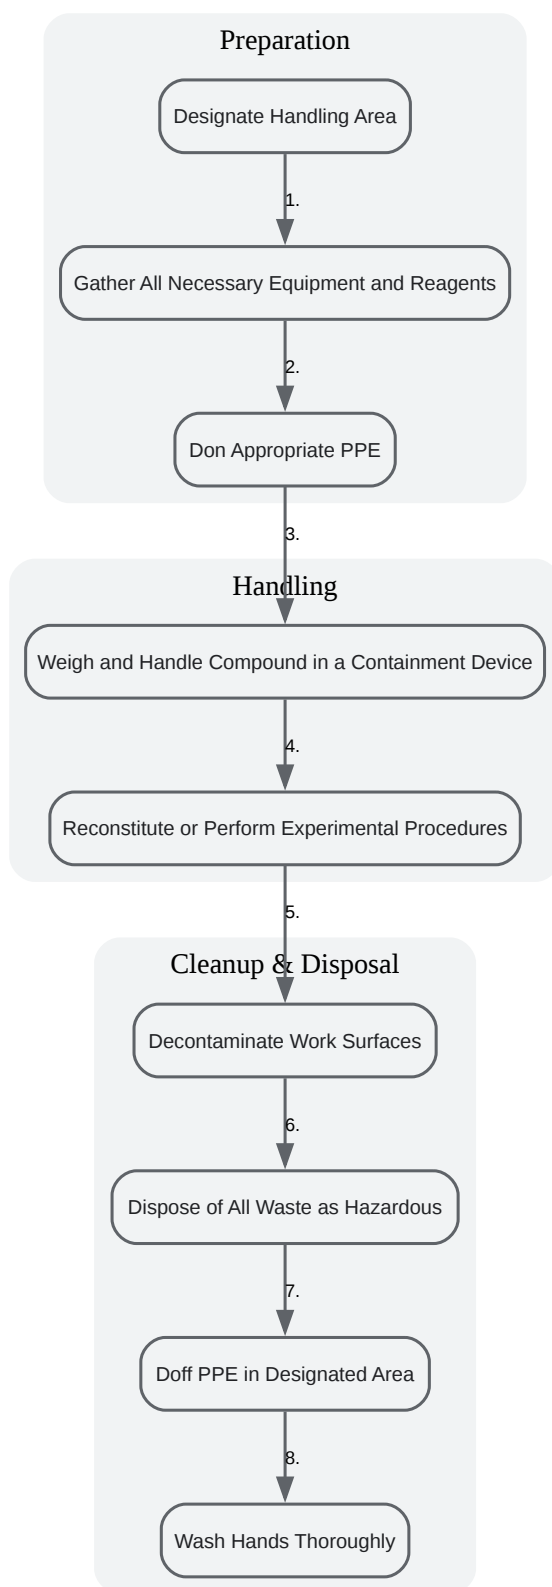 Preparation
Designate Handling Area
1.
Gather All Necessary Equipment and Reagents
2.
Don Appropriate PPE
3.
Handling
Weigh and Handle Compound in a Containment Device
4.
Reconstitute or Perform Experimental Procedures
5.
Cleanup & Disposal
Decontaminate Work Surfaces
6.
Dispose of All Waste as Hazardous
7.
Doff PPE in Designated Area
8.
Wash Hands Thoroughly